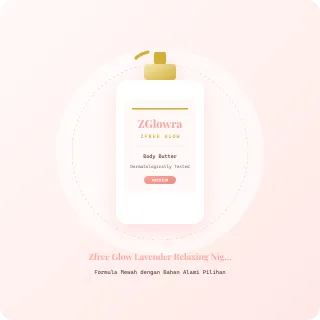 ZGlowra
ZFREE GLOW
Body Butter
Dermatologically Tested
Zfree Glow Lavender Relaxing Nig...
Formula Mewah dengan Bahan Alami Pilihan